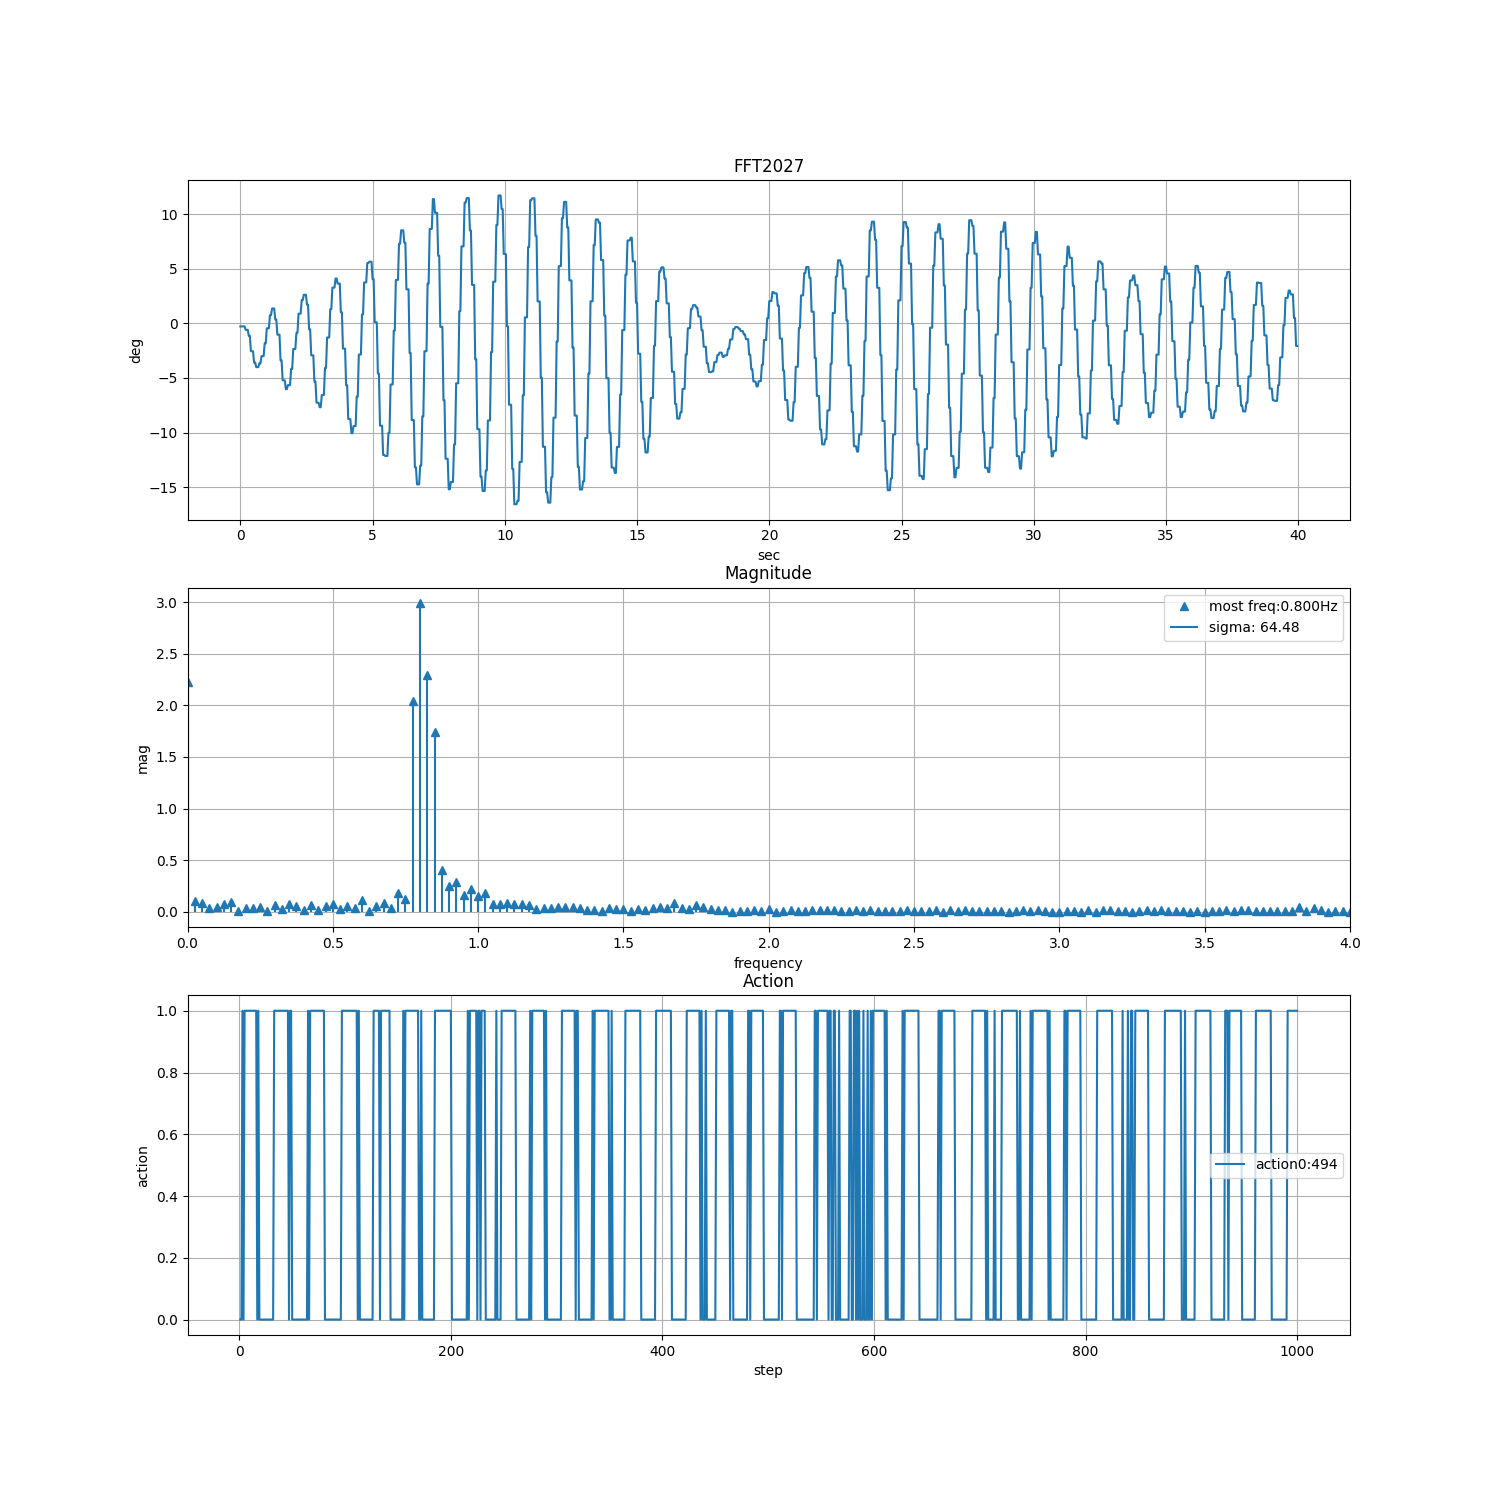 FFT2027
10
5
0
−5
−10
−15
deg
0 5 10 15 20 25 30 35 40
sec
Magnitude
3.0
2.5
2.0
1.5
1.0
0.5
0.0
mag
most freq:0.800Hz
sigma: 64.48
0.0 0.5 1.0 1.5 2.0 2.5 3.0 3.5 4.0
frequency
Action
1.0
0.8
0.6
0.4
0.2
0.0
action
action0:494
0 200 400 600 800 1000
step